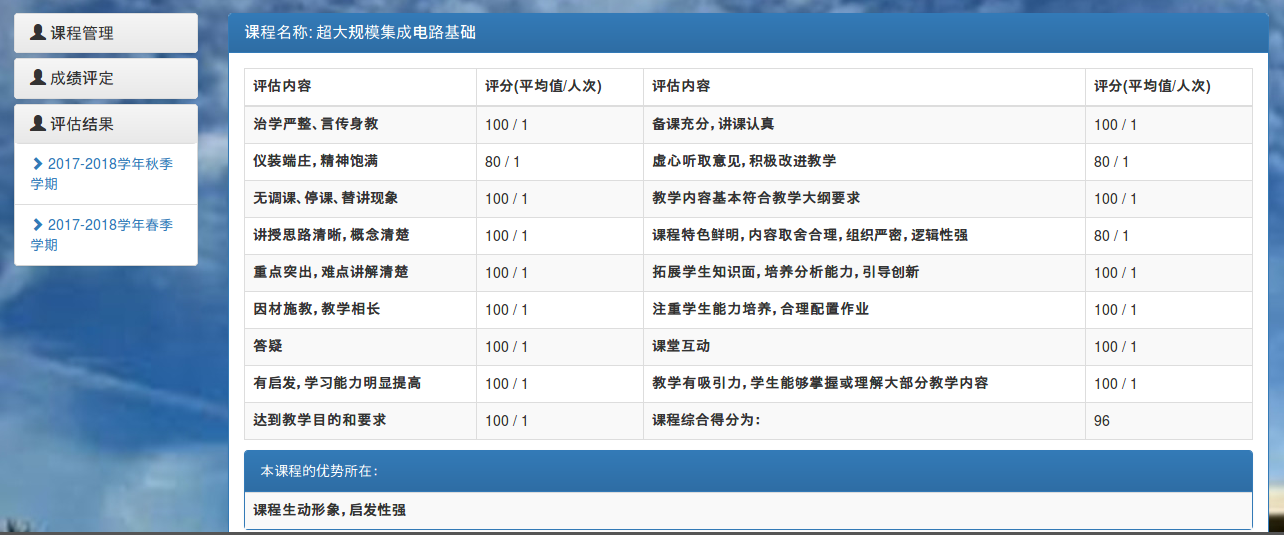 课程管理
成绩评定
评估结果
2017-2018学年秋季
学期
2017-2018学年春季
学期
课程名称: 超大规模集成电路基础
评估内容 评分(平均值/人次) 评估内容 评分(平均值/人次)
治学严整、言传身教 100 / 1 备课充分，讲课认真 100 / 1
仪装端庄，精神饱满 80 / 1 虚心听取意见，积极改进教学 80 / 1
无调课、停课、替讲现象 100 / 1 教学内容基本符合教学大纲要求 100 / 1
讲授思路清晰，概念清楚 100 / 1 课程特色鲜明，内容取舍合理，组织严密，逻辑性强 80 / 1
重点突出，难点讲解清楚 100 / 1 拓展学生知识面，培养分析能力，引导创新 100 / 1
因材施教，教学相长 100 / 1 注重学生能力培养，合理配置作业 100 / 1
答疑 100 / 1 课堂互动 100 / 1
有启发，学习能力明显提高 100 / 1 教学有吸引力，学生能够掌握或理解大部分教学内容 100 / 1
达到教学目的和要求 100 / 1 课程综合得分为： 96
本课程的优势所在：
课程生动形象，启发性强